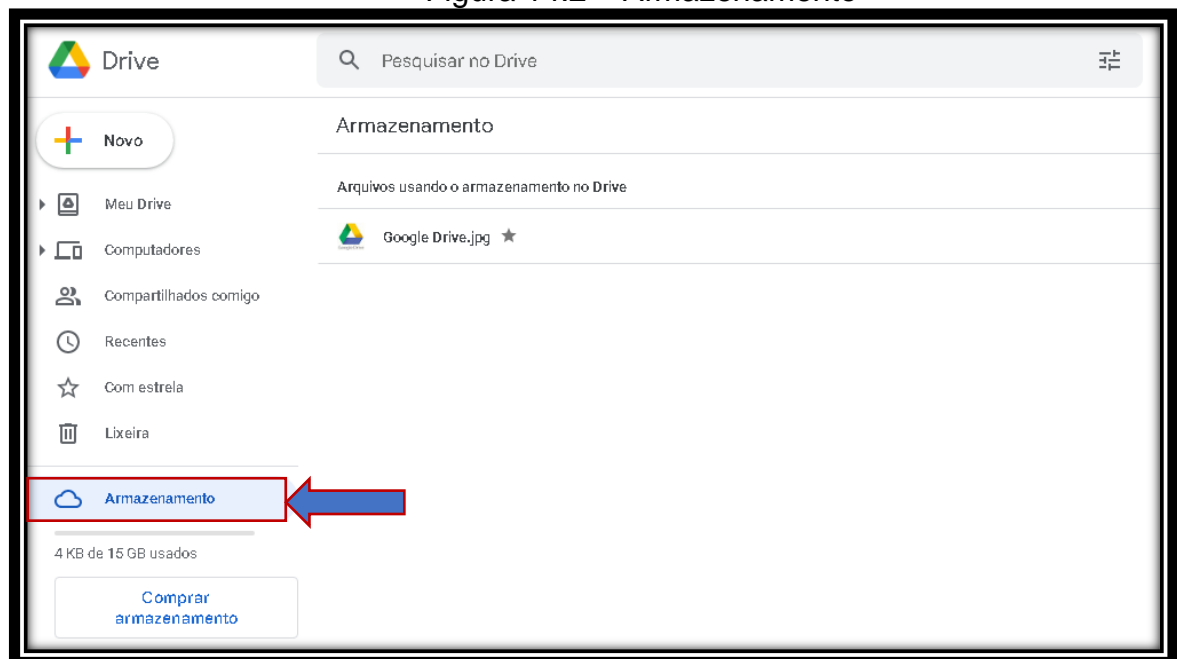 Drive
Pesquisar no Drive
Novo
Armazenamento
Arquivos usando o armazenamento no Drive
Meu Drive
Google Drive.jpg
Computadores
Compartilhados comigo
Recentes
Com estrela
Lixeira
Armazenamento
4 KB de 15 GB usados
Comprar
armazenamento